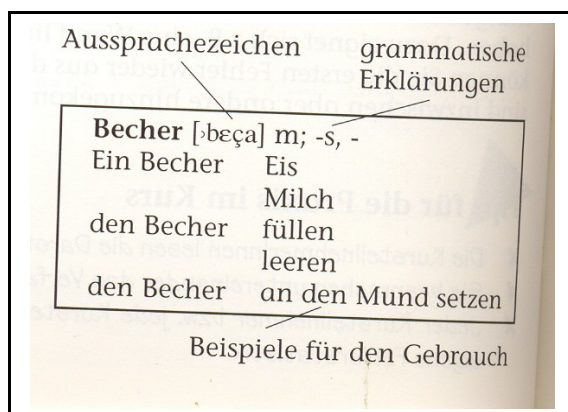 Aussprachezeichen grammatische
Erklärungen
Becher [›bɛça] m; -s, -
Ein Becher Eis
Milch
den Becher füllen
leeren
den Becher an den Mund setzen
Beispiele für den Gebrauch